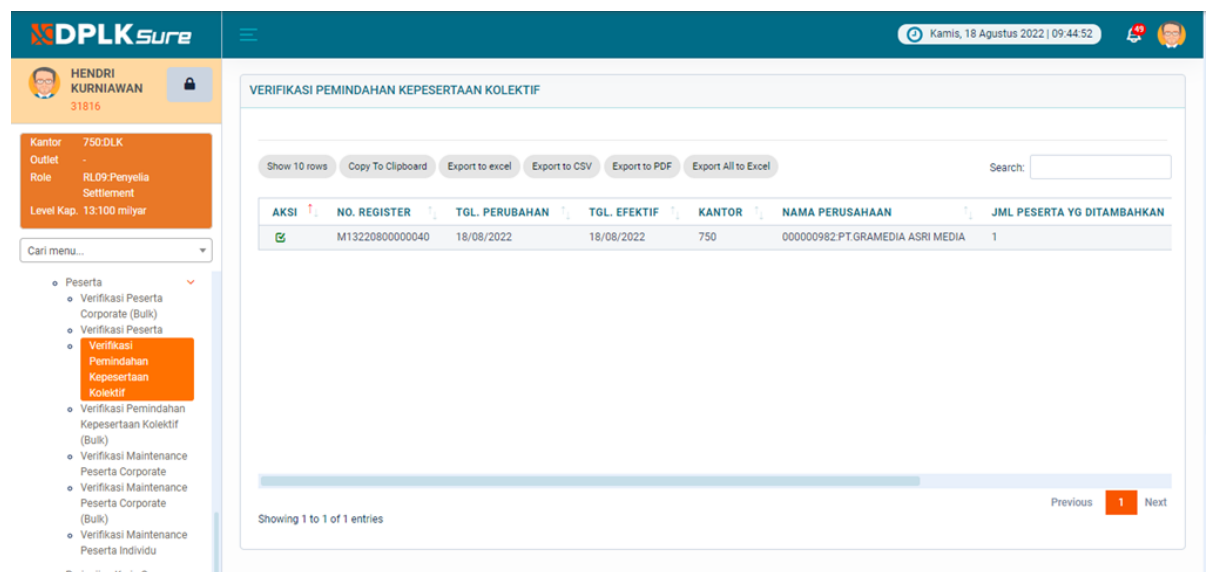 DPLKSure
Kamis, 18 Agustus 2022 | 09:44:52
49
HENDRI
KURNIAWAN
31816
Kantor 750:DLK
Outlet -
Role RL09:Penyelia
Settlement
Level Kap. 13:100 milyar
Cari menu...
Peserta
Verifikasi Peserta
Corporate (Bulk)
Verifikasi Peserta
Verifikasi
Pemindahan
Kepesertaan
Kolektif
Verifikasi Pemindahan
Kepesertaan Kolektif
(Bulk)
Verifikasi Maintenance
Peserta Corporate
Verifikasi Maintenance
Peserta Corporate
(Bulk)
Verifikasi Maintenance
Peserta Individu
VERIFIKASI PEMINDAHAN KEPESERTAAN KOLEKTIF
Show 10 rows Copy To Clipboard Export to excel Export to CSV Export to PDF Export All to Excel Search:
AKSI NO. REGISTER TGL. PERUBAHAN TGL. EFEKTIF KANTOR NAMA PERUSAHAAN JML PESERTA YG DITAMBAHKAN
M13220800000040 18/08/2022 18/08/2022 750 000000982:PT.GRAMEDIA ASRI MEDIA 1
Previous 1 Next
Showing 1 to 1 of 1 entries